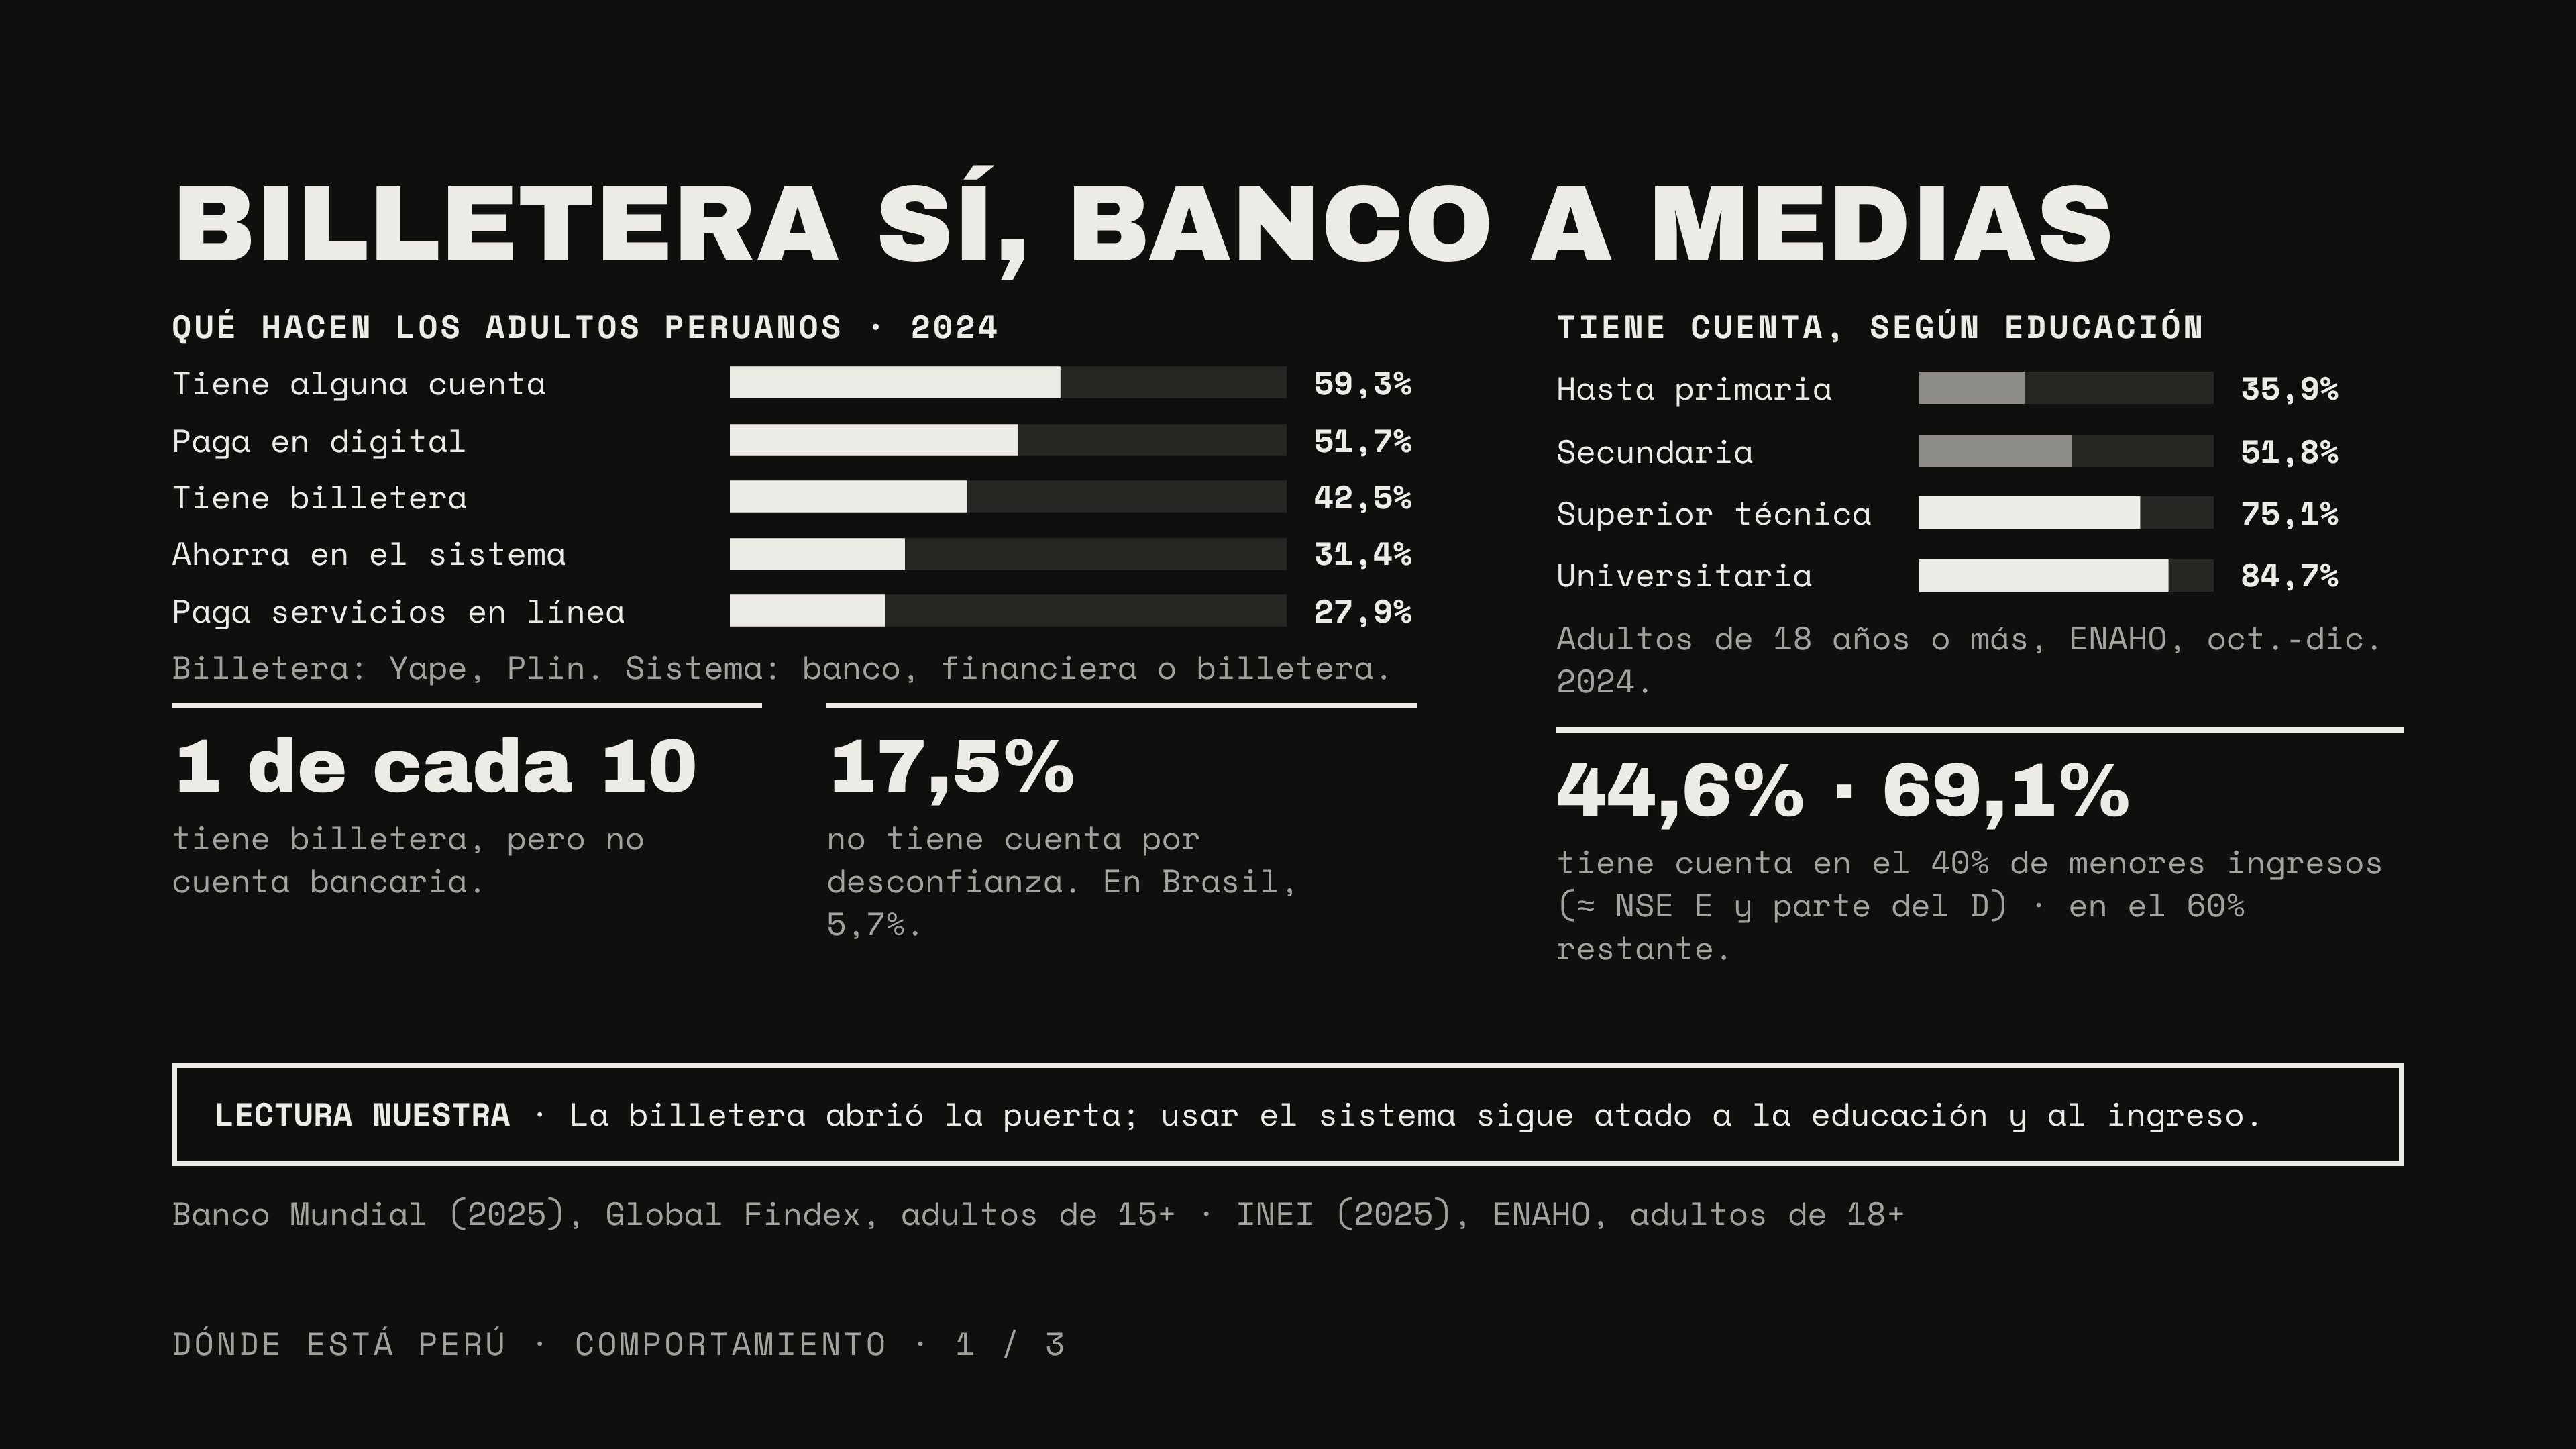 BILLETERA SÍ, BANCO A MEDIAS
QUÉ HACEN LOS ADULTOS PERUANOS · 2024
Tiene alguna cuenta 59,3%
Paga en digital 51,7%
Tiene billetera 42,5%
Ahorra en el sistema 31,4%
Paga servicios en línea 27,9%
Billetera: Yape, Plin. Sistema: banco, financiera o billetera.
1 de cada 10
tiene billetera, pero no
cuenta bancaria.
17,5%
no tiene cuenta por
desconfianza. En Brasil,
5,7%.
TIENE CUENTA, SEGÚN EDUCACIÓN
Hasta primaria 35,9%
Secundaria 51,8%
Superior técnica 75,1%
Universitaria 84,7%
Adultos de 18 años o más, ENAHO, oct.-dic.
2024.
44,6% · 69,1%
tiene cuenta en el 40% de menores ingresos
(≈ NSE E y parte del D) · en el 60%
restante.
LECTURA NUESTRA · La billetera abrió la puerta; usar el sistema sigue atado a la educación y al ingreso.
Banco Mundial (2025), Global Findex, adultos de 15+ · INEI (2025), ENAHO, adultos de 18+
DÓNDE ESTÁ PERÚ · COMPORTAMIENTO · 1 / 3